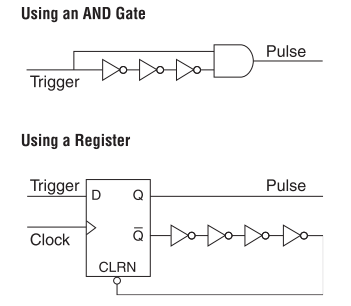 Using an AND Gate
Pulse
Trigger
Using a Register
Trigger
D
Q
Pulse
Clock
Q̅
CLRN